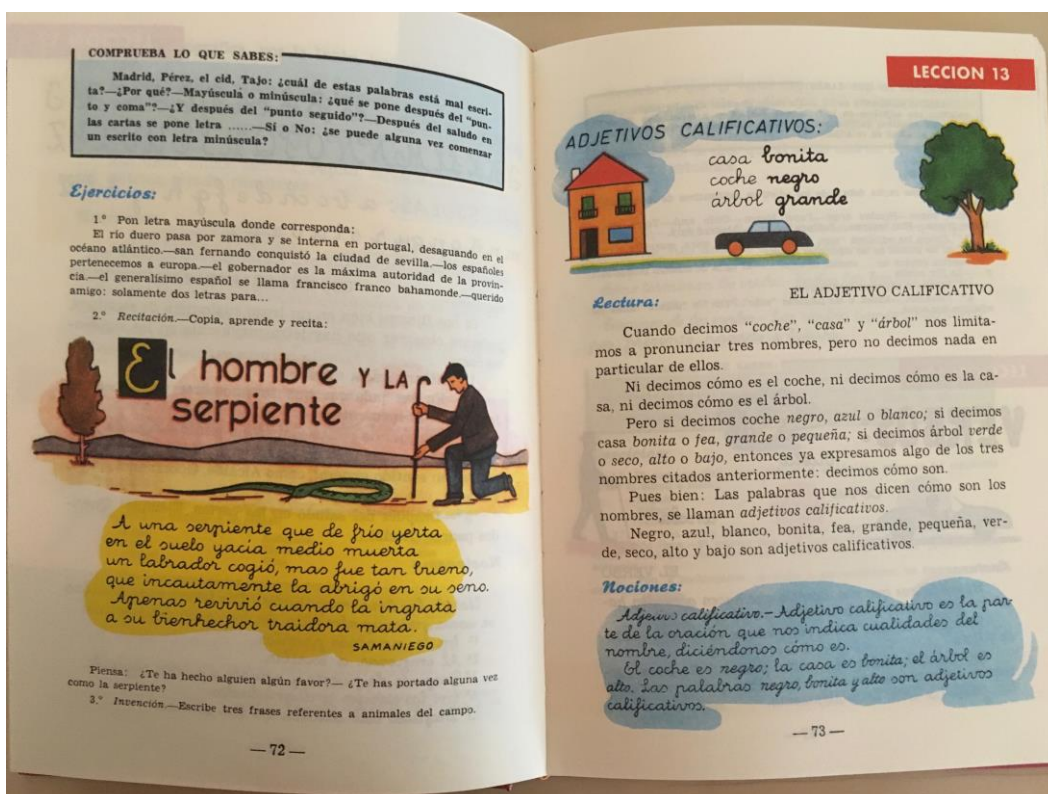 COMPRUEBA LO QUE SABES:
Madrid, Pérez, el cid, Tajo: ¿cuál de estas palabras está mal escri-
ta?—¿Por qué?—Mayúscula o minúscula: ¿qué se pone después del "pun-
to y coma"?—¿Y después del "punto seguido"?—Después del saludo en
las cartas se pone letra ......—Sí o No: ¿se puede alguna vez comenzar
un escrito con letra minúscula?
Ejercicios:
1.º Pon letra mayúscula donde corresponda:
El río duero pasa por zamora y se interna en portugal, desaguando en el
océano atlántico.—san fernando conquistó la ciudad de sevilla.—los españoles
pertenecemos a europa.—el gobernador es la máxima autoridad de la provin-
cia.—el generalísimo español se llama francisco franco bahamonde.—querido
amigo: solamente dos letras para...
2.º Recitación.—Copia, aprende y recita:
El hombre Y LA
serpiente
A una serpiente que de frío yerta
en el suelo yacía medio muerta
un labrador cogió, mas fue tan bueno,
que incautamente la abrigó en su seno.
Apenas revivió cuando la ingrata
a su bienhechor traidora mata.
SAMANIEGO
Piensa: ¿Te ha hecho alguien algún favor?— ¿Te has portado alguna vez
como la serpiente?
3.º Invención.—Escribe tres frases referentes a animales del campo.
— 72 —
LECCION 13
ADJETIVOS CALIFICATIVOS:
casa bonita
coche negro
árbol grande
Lectura:
EL ADJETIVO CALIFICATIVO
Cuando decimos "coche", "casa" y "árbol" nos limita-
mos a pronunciar tres nombres, pero no decimos nada en
particular de ellos.
Ni decimos cómo es el coche, ni decimos cómo es la ca-
sa, ni decimos cómo es el árbol.
Pero si decimos coche negro, azul o blanco; si decimos
casa bonita o fea, grande o pequeña; si decimos árbol verde
o seco, alto o bajo, entonces ya expresamos algo de los tres
nombres citados anteriormente: decimos cómo son.
Pues bien: Las palabras que nos dicen cómo son los
nombres, se llaman adjetivos calificativos.
Negro, azul, blanco, bonita, fea, grande, pequeña, ver-
de, seco, alto y bajo son adjetivos calificativos.
Nociones:
calificativo.—Adjetivo calificativo es la par-
te de la oración que nos indica cualidades del
nombre, diciéndonos cómo es.
El coche es negro; la casa es bonita; el árbol es
alto. Las palabras negro, bonita y alto son adjetivos
calificativos.
— 73 —